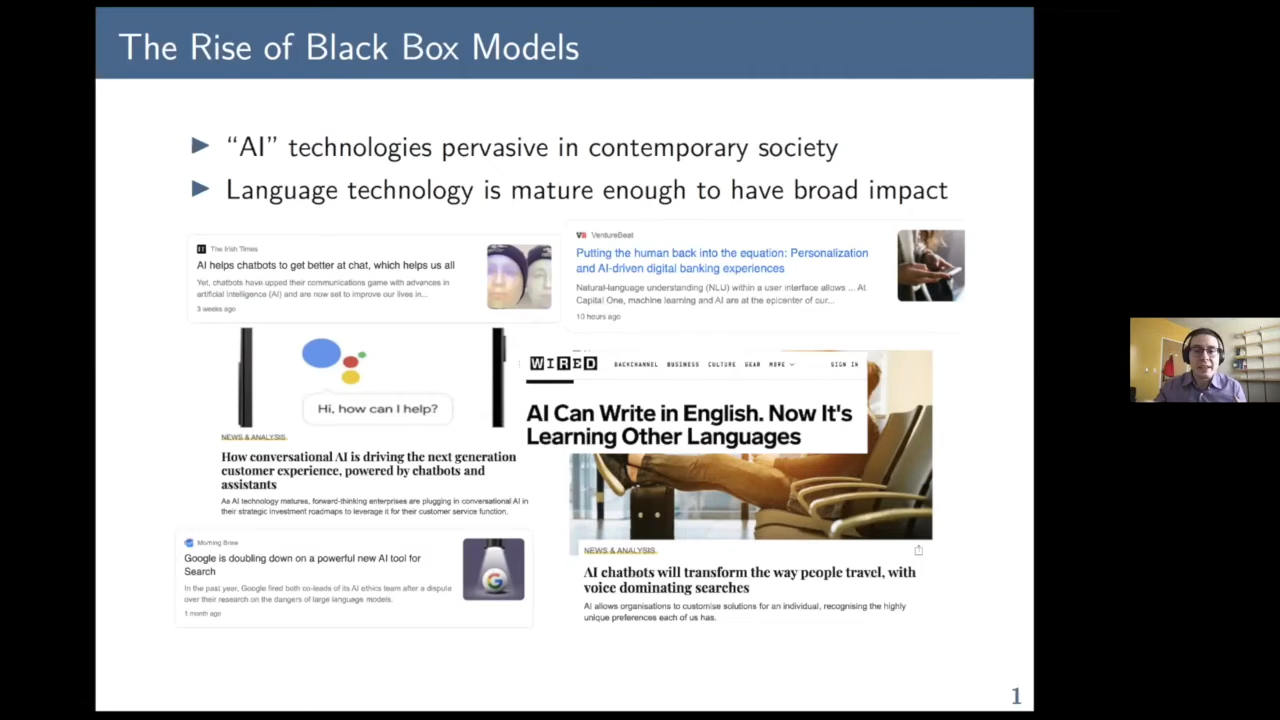 The Rise of Black Box Models
“AI” technologies pervasive in contemporary society
Language technology is mature enough to have broad impact
The Irish Times
AI helps chatbots to get better at chat, which helps us all
Yet, chatbots have upped their communications game with advances in
artificial intelligence (AI) and are now set to improve our lives in...
3 weeks ago
VB VentureBeat
Putting the human back into the equation: Personalization
and AI-driven digital banking experiences
Natural-language understanding (NLU) within a user interface allows ... At
Capital One, machine learning and AI are at the epicenter of our...
10 hours ago
Hi, how can I help?
NEWS & ANALYSIS
How conversational AI is driving the next generation
customer experience, powered by chatbots and
assistants
As AI technology matures, forward-thinking enterprises are plugging in conversational AI in
their strategic investment roadmaps to leverage it for their customer service function.
WIRED BACKCHANNEL BUSINESS CULTURE GEAR MORE SIGN IN
AI Can Write in English. Now It's
Learning Other Languages
Morning Brew
Google is doubling down on a powerful new AI tool for
Search
In the past year, Google fired both co-leads of its AI ethics team after a dispute
over their research on the dangers of large language models.
1 month ago
NEWS & ANALYSIS
AI chatbots will transform the way people travel, with
voice dominating searches
AI allows organisations to customise solutions for an individual, recognising the highly
unique preferences each of us has.
1